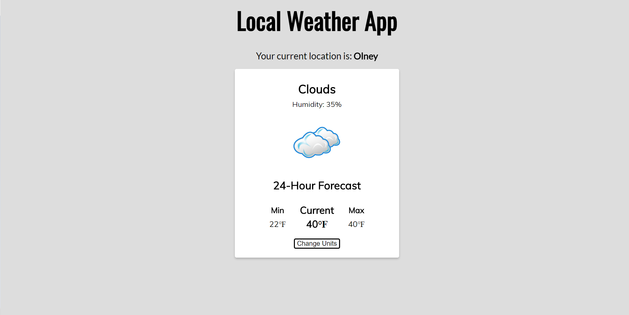 Local Weather App
Your current location is: Olney
Clouds
Humidity: 35%
24-Hour Forecast
Min Current Max
22°F 40°F 40°F
Change Units